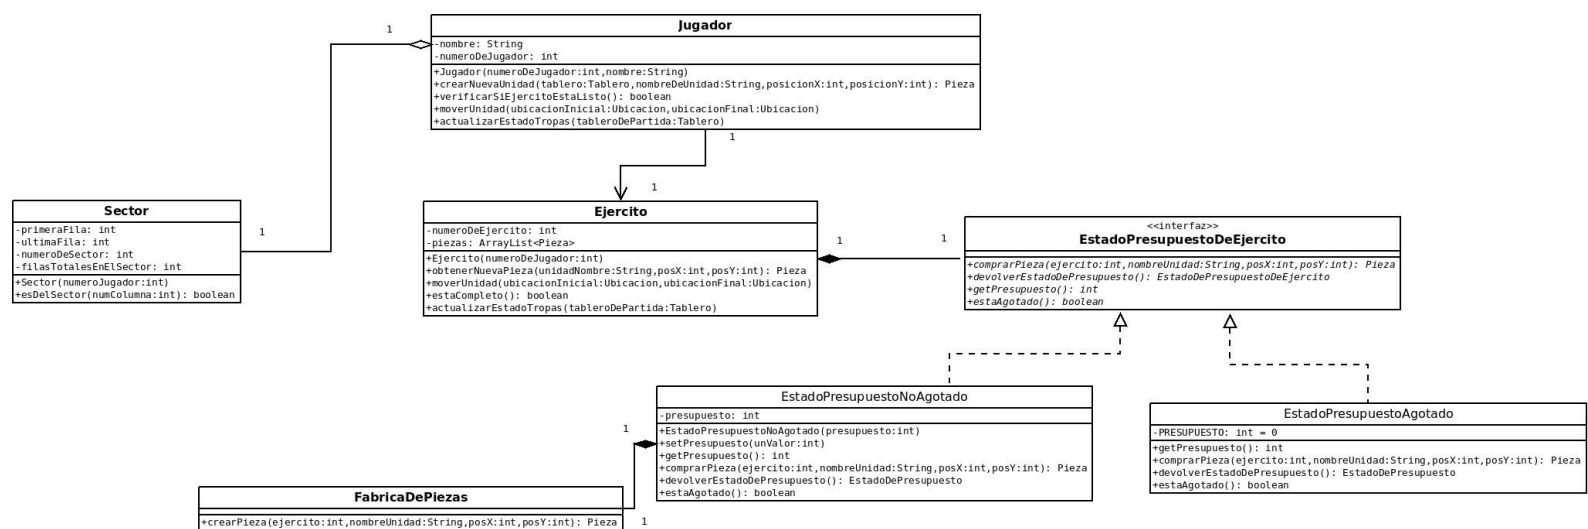 Jugador
-nombre: String
-numeroDeJugador: int
+Jugador(numeroDeJugador:int,nombre:String)
+crearNuevaUnidad(tablero:Tablero,nombreDeUnidad:String,posicionX:int,posicionY:int): Pieza
+verificarSiEjercitoEstaListo(): boolean
+moverUnidad(ubicacionInicial:Ubicacion,ubicacionFinal:Ubicacion)
+actualizarEstadoTropas(tableroDePartida:Tablero)
1
1
1
1
Sector
-primeraFila: int
-ultimaFila: int
-numeroDeSector: int
-filasTotalesEnElSector: int
+Sector(numeroJugador:int)
+esDelSector(numColumna:int): boolean
Ejercito
-numeroDeEjercito: int
-piezas: ArrayList<Pieza>
+Ejercito(numeroDeJugador:int)
+obtenerNuevaPieza(unidadNombre:String,posX:int,posY:int): Pieza
+moverUnidad(ubicacionInicial:Ubicacion,ubicacionFinal:Ubicacion)
+estaCompleto(): boolean
+actualizarEstadoTropas(tableroDePartida:Tablero)
1
1
<<interfaz>>
EstadoPresupuestoDeEjercito
+comprarPieza(ejercito:int,nombreUnidad:String,posX:int,posY:int): Pieza
+devolverEstadoDePresupuesto(): EstadoPresupuestoDeEjercito
+getPresupuesto(): int
+estaAgotado(): boolean
EstadoPresupuestoNoAgotado
-presupuesto: int
+EstadoPresupuestoNoAgotado(presupuesto:int)
+setPresupuesto(unValor:int)
+getPresupuesto(): int
+comprarPieza(ejercito:int,nombreUnidad:String,posX:int,posY:int): Pieza
+devolverEstadoDePresupuesto(): EstadoDePresupuesto
+estaAgotado(): boolean
EstadoPresupuestoAgotado
-PRESUPUESTO: int = 0
+getPresupuesto(): int
+comprarPieza(ejercito:int,nombreUnidad:String,posX:int,posY:int): Pieza
+devolverEstadoDePresupuesto(): EstadoDePresupuesto
+estaAgotado(): boolean
1
FabricaDePiezas
+crearPieza(ejercito:int,nombreUnidad:String,posX:int,posY:int): Pieza
1